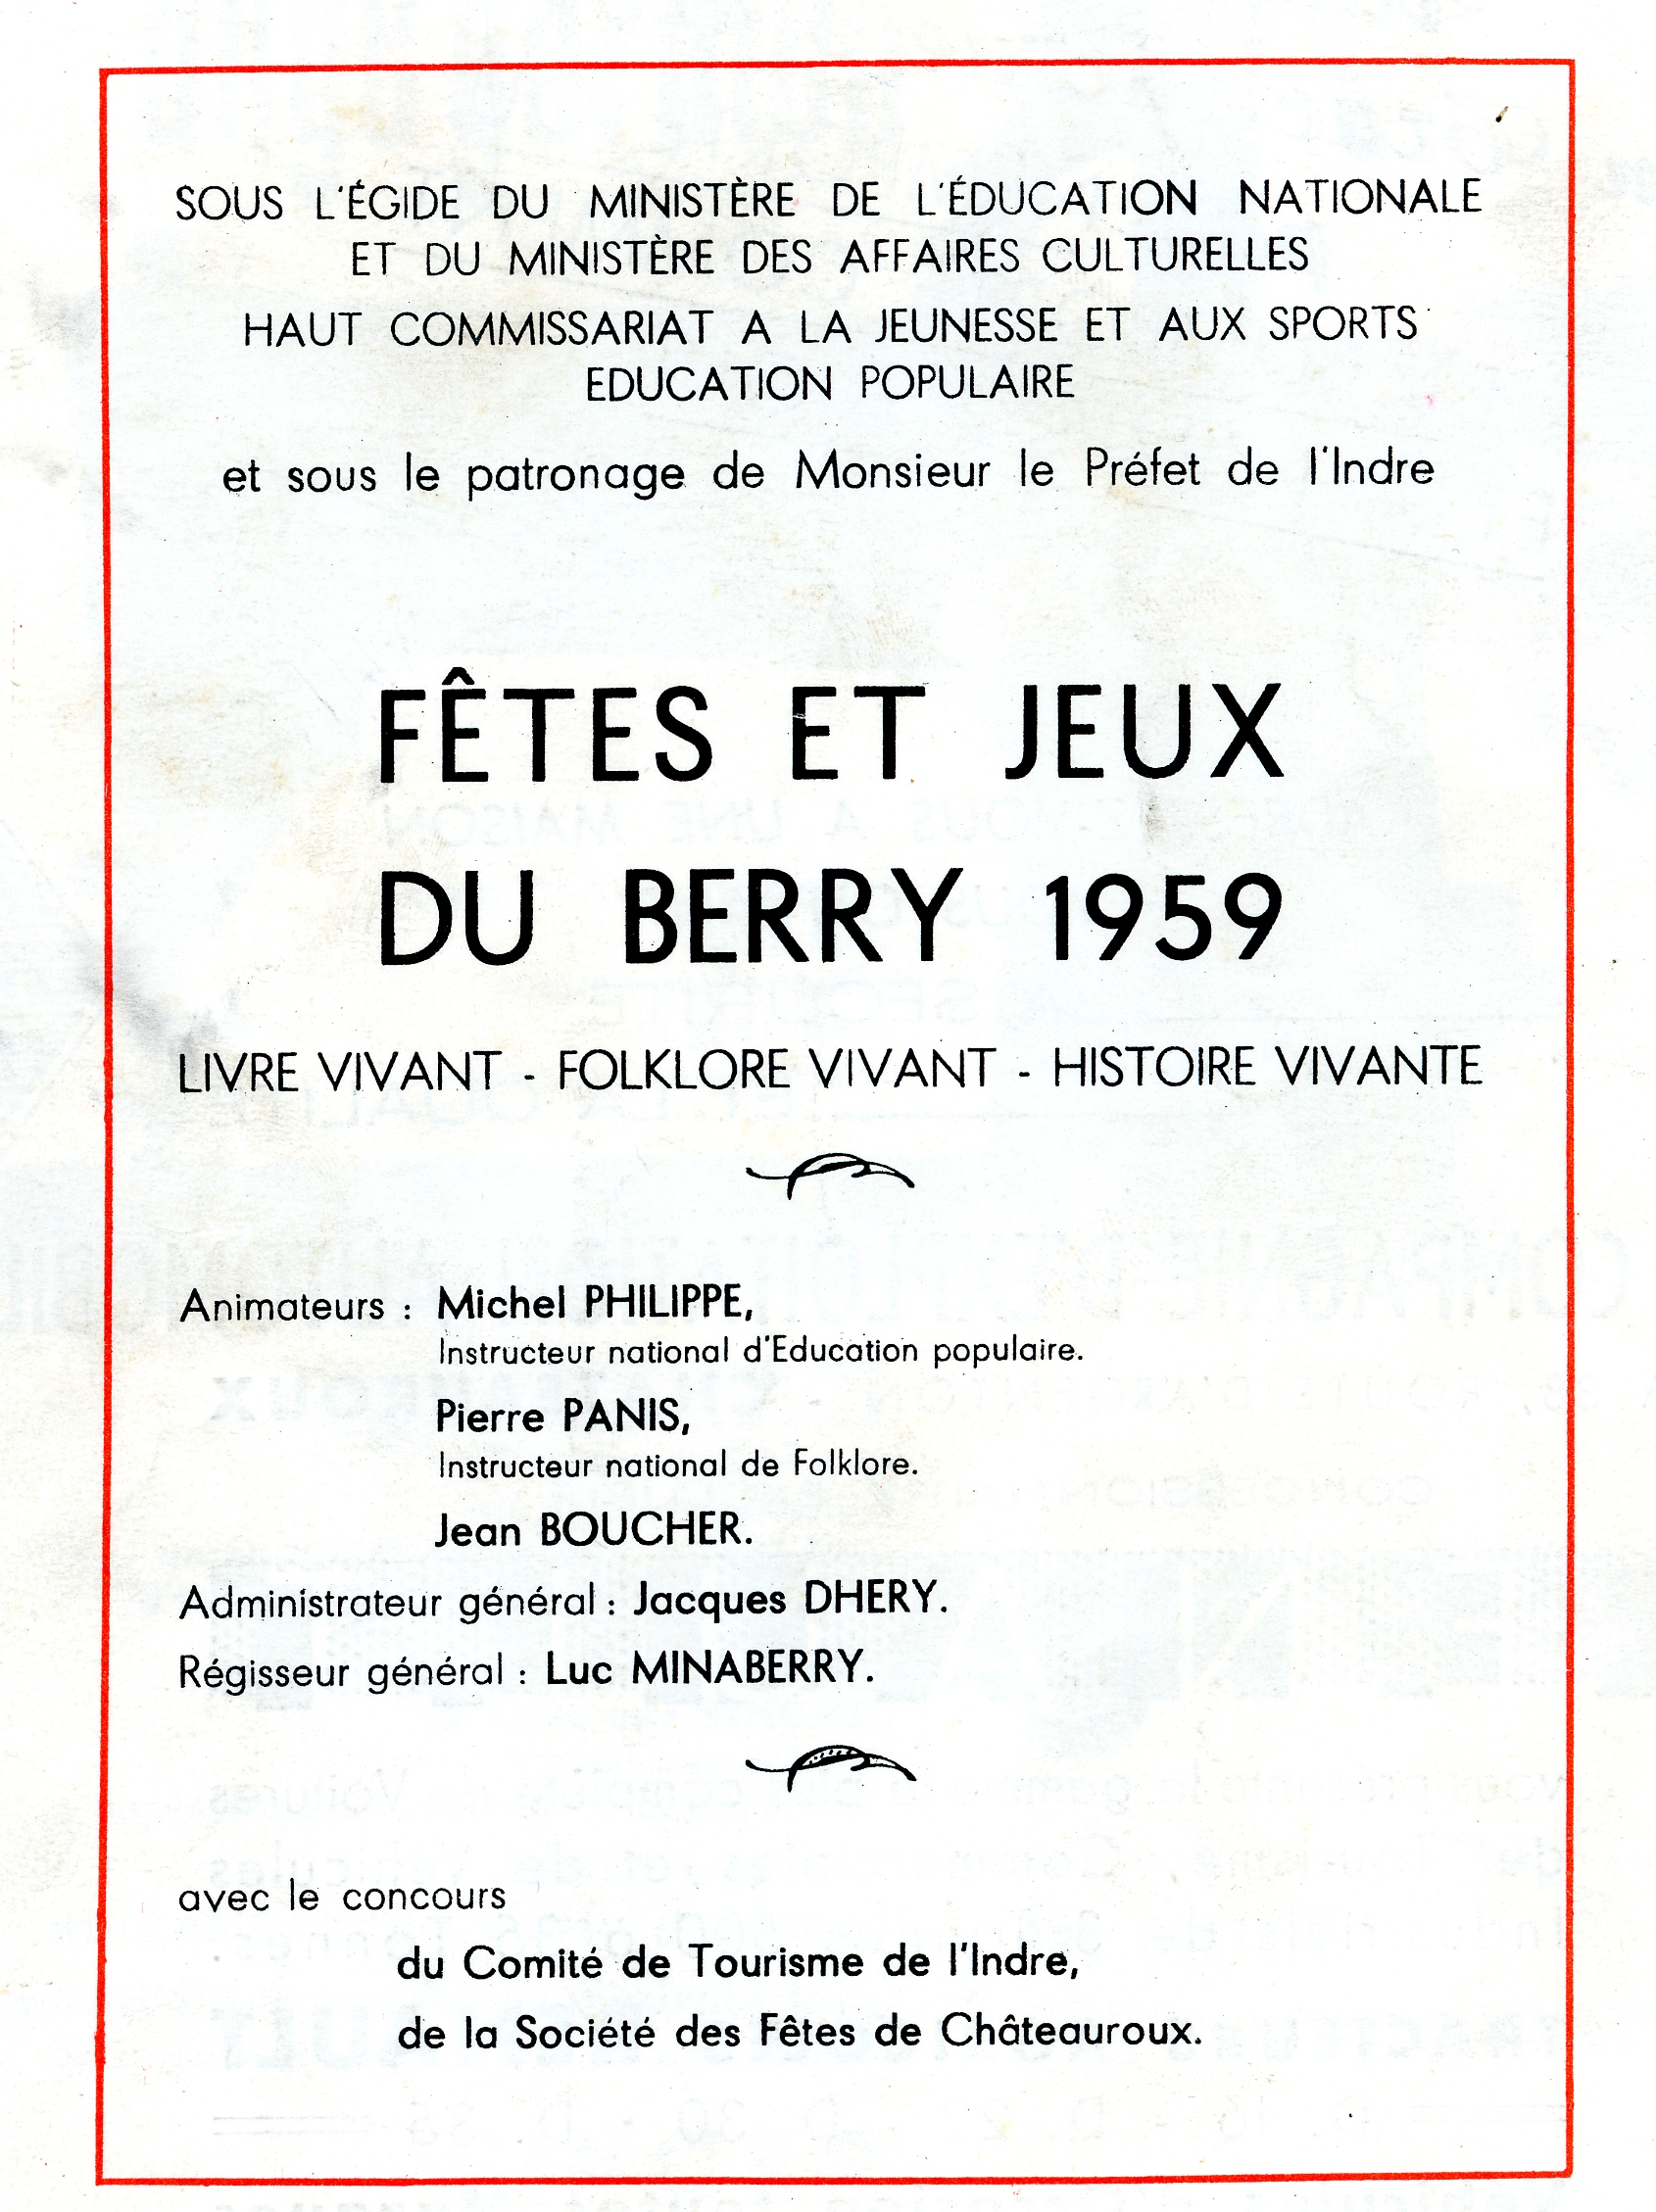 SOUS L'ÉGIDE DU MINISTÈRE DE L'ÉDUCATION NATIONALE
ET DU MINISTÈRE DES AFFAIRES CULTURELLES
HAUT COMMISSARIAT A LA JEUNESSE ET AUX SPORTS
EDUCATION POPULAIRE
et sous le patronage de Monsieur le Préfet de l'Indre
FÊTES ET JEUX
DU BERRY 1959
LIVRE VIVANT - FOLKLORE VIVANT - HISTOIRE VIVANTE
Animateurs : Michel PHILIPPE,
Instructeur national d'Education populaire.
Pierre PANIS,
Instructeur national de Folklore.
Jean BOUCHER.
Administrateur général : Jacques DHERY.
Régisseur général : Luc MINABERRY.
avec le concours
du Comité de Tourisme de l'Indre,
de la Société des Fêtes de Châteauroux.